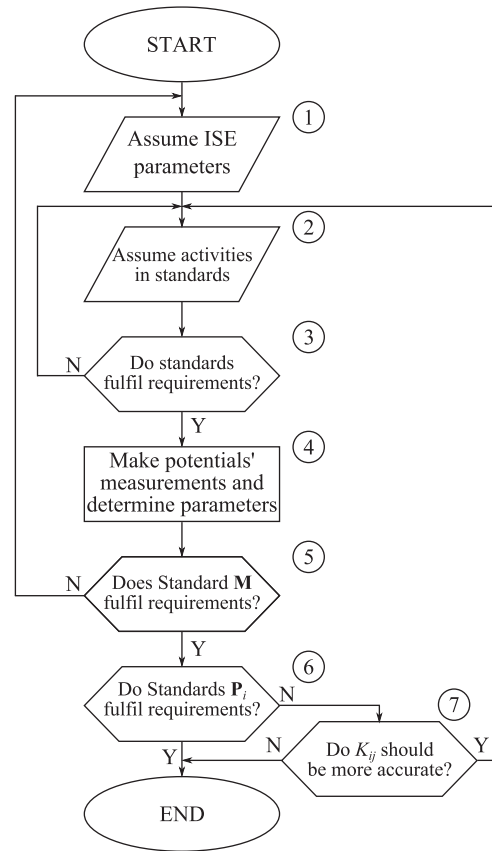 START
1
Assume ISE
parameters
2
Assume activities
in standards
3
Do standards
fulfil requirements?
N
Y
4
Make potentials'
measurements and
determine parameters
5
Does Standard M
fulfil requirements?
N
Y
6
Do Standards Pi
fulfil requirements?
N
Y
7
Do Kij should
be more accurate?
N
Y
END